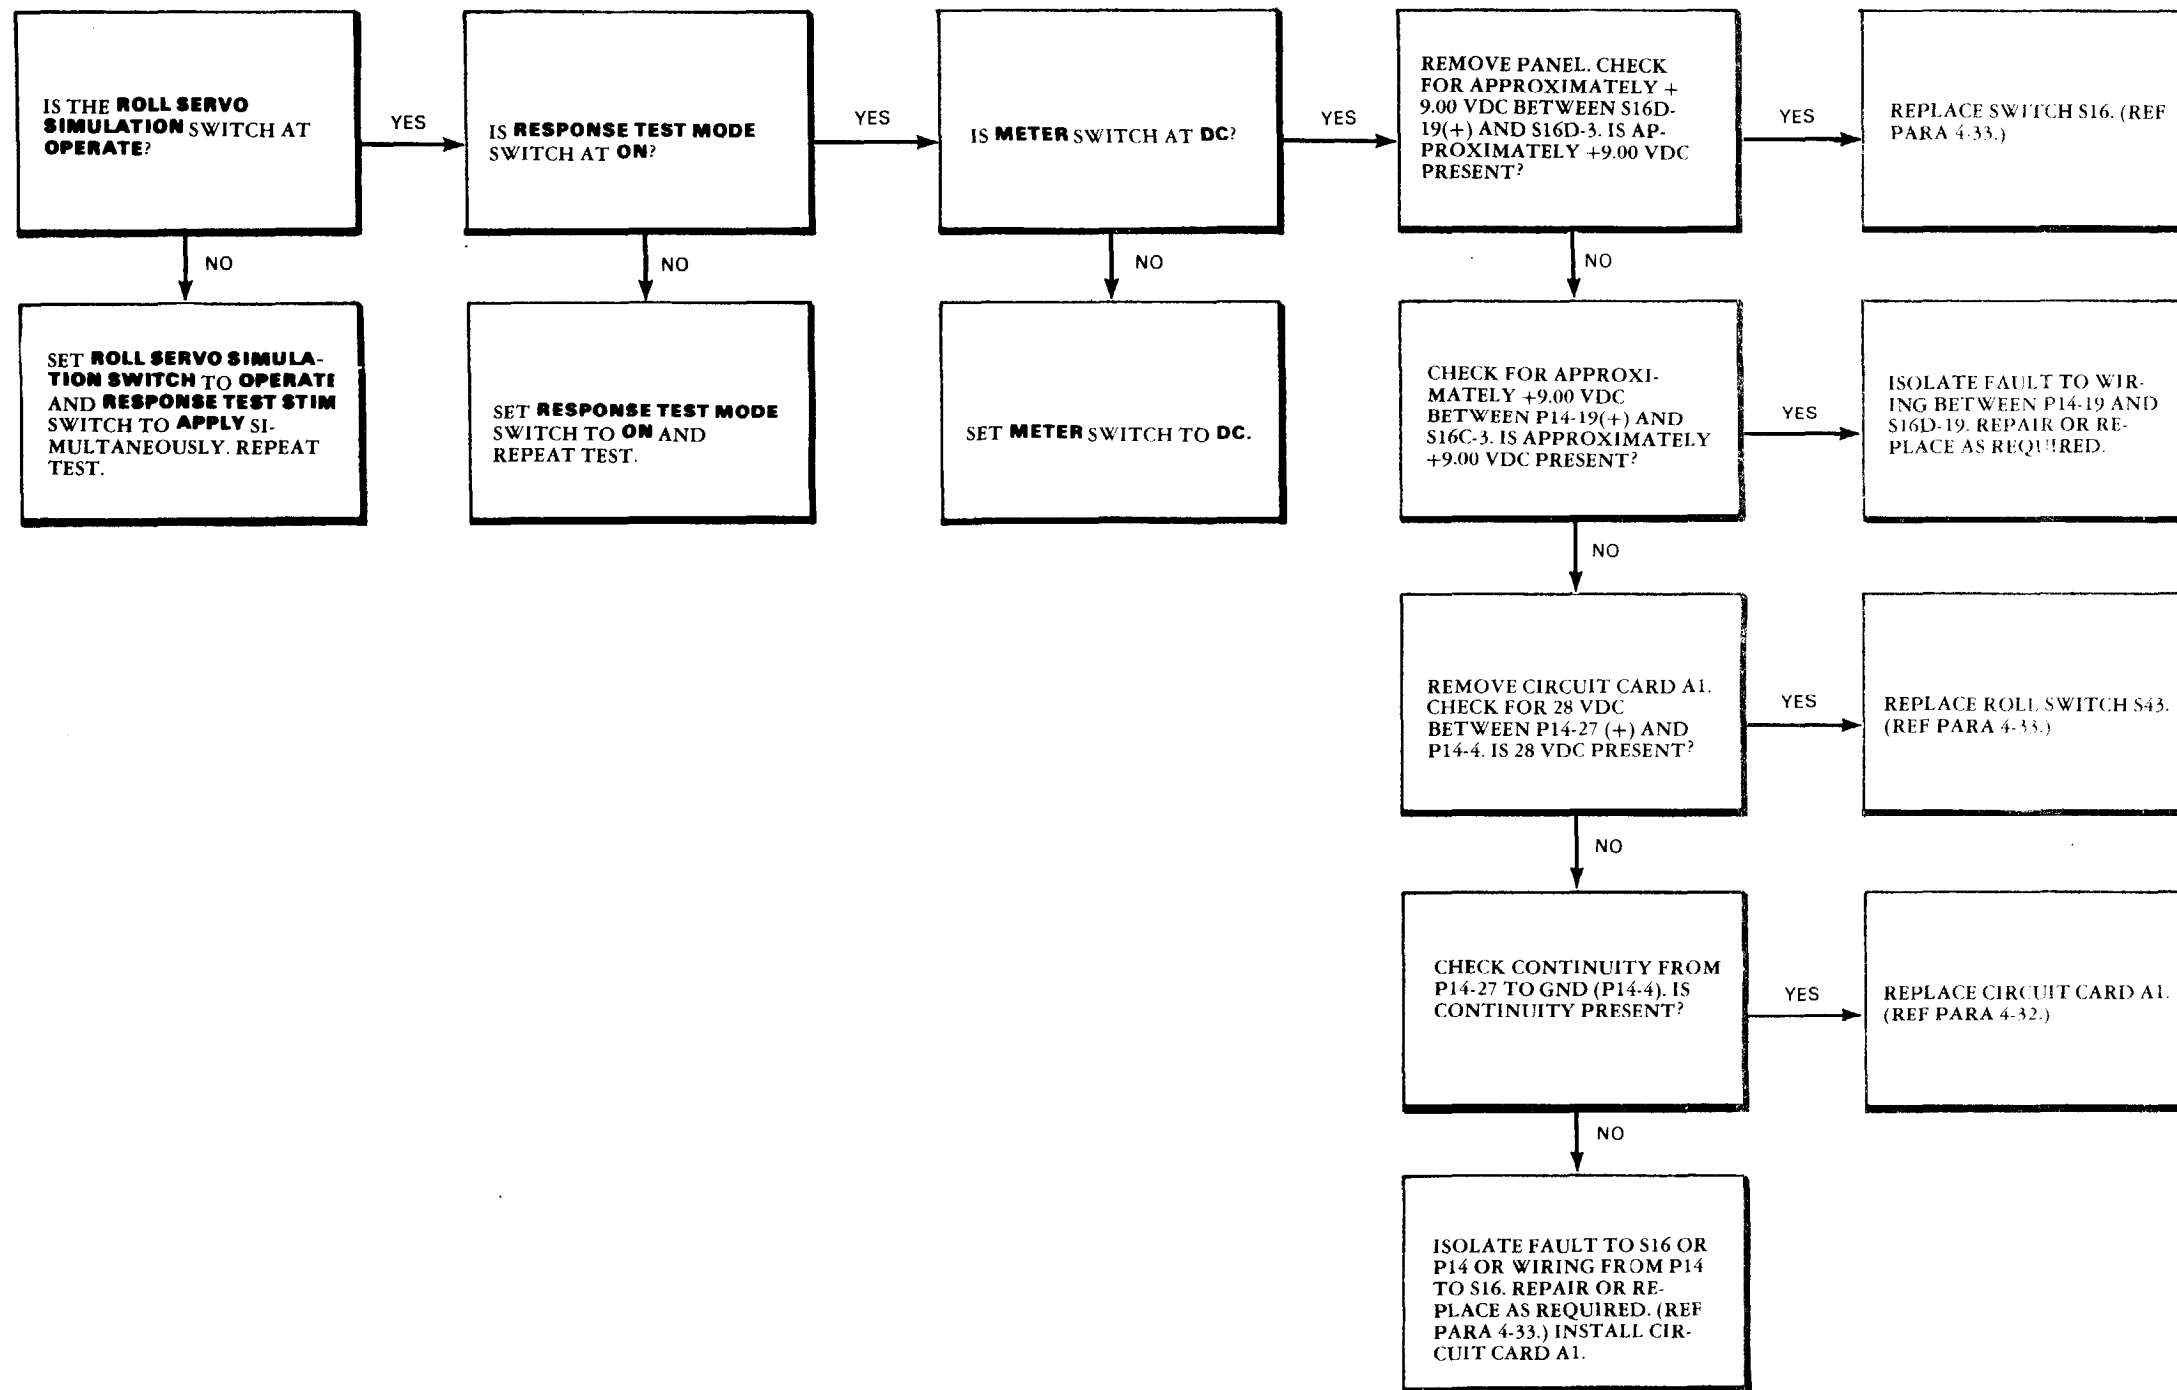 IS THE ROLL SERVO
SIMULATION SWITCH AT
OPERATE?
YES
NO
SET ROLL SERVO SIMULA-
TION SWITCH TO OPERATE
AND RESPONSE TEST STIM
SWITCH TO APPLY SI-
MULTANEOUSLY. REPEAT
TEST.
IS RESPONSE TEST MODE
SWITCH AT ON?
YES
NO
SET RESPONSE TEST MODE
SWITCH TO ON AND
REPEAT TEST.
IS METER SWITCH AT DC?
YES
NO
SET METER SWITCH TO DC.
REMOVE PANEL. CHECK
FOR APPROXIMATELY +
9.00 VDC BETWEEN S16D-
19(+) AND S16D-3. IS AP-
PROXIMATELY +9.00 VDC
PRESENT?
YES
REPLACE SWITCH S16. (REF
PARA 4-33.)
NO
CHECK FOR APPROXI-
MATELY +9.00 VDC
BETWEEN P14-19(+) AND
S16C-3. IS APPROXIMATELY
+9.00 VDC PRESENT?
YES
ISOLATE FAULT TO WIR-
ING BETWEEN P14-19 AND
S16D-19. REPAIR OR RE-
PLACE AS REQUIRED.
NO
REMOVE CIRCUIT CARD A1.
CHECK FOR 28 VDC
BETWEEN P14-27 (+) AND
P14-4. IS 28 VDC PRESENT?
YES
REPLACE ROLL SWITCH S43.
(REF PARA 4-33.)
NO
CHECK CONTINUITY FROM
P14-27 TO GND (P14-4). IS
CONTINUITY PRESENT?
YES
REPLACE CIRCUIT CARD A1.
(REF PARA 4-32.)
NO
ISOLATE FAULT TO S16 OR
P14 OR WIRING FROM P14
TO S16. REPAIR OR RE-
PLACE AS REQUIRED. (REF
PARA 4-33.) INSTALL CIR-
CUIT CARD A1.